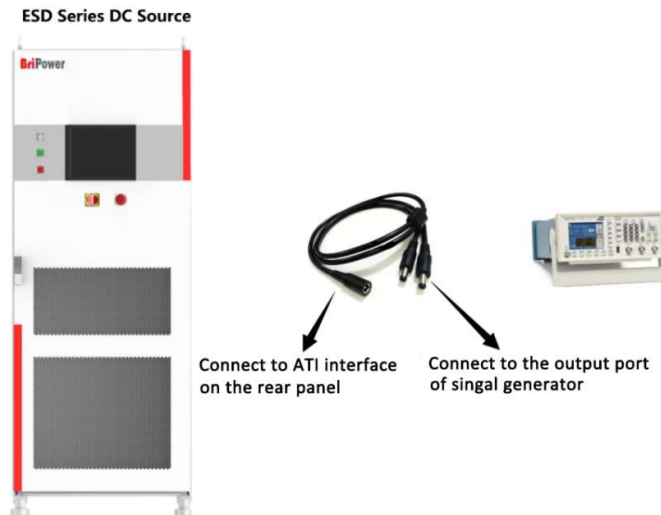 ESD Series DC Source
BriPower
Connect to ATI interface
on the rear panel
Connect to the output port
of singal generator